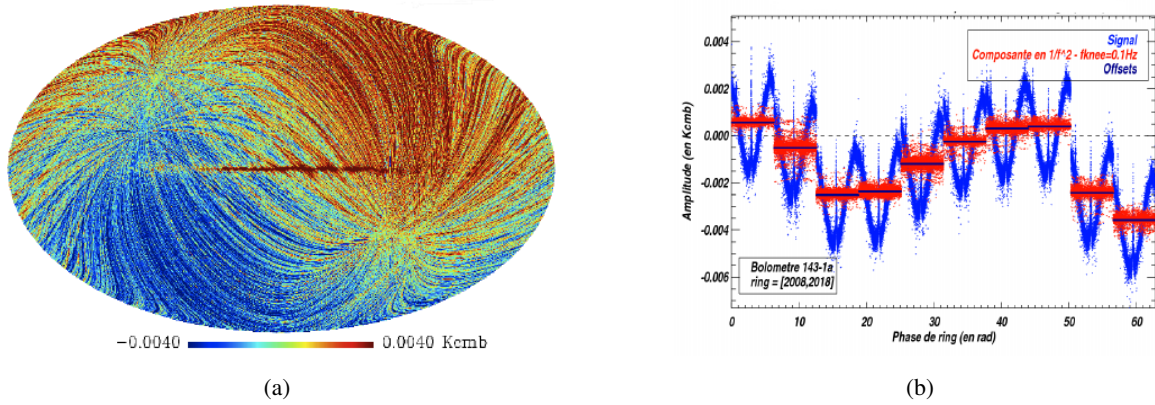 −0.0040 0.0040 Kcmb
(a)
Signal
Composante en 1/f^2 - fknee=0.1Hz
Offsets
Amplitude (en Kcmb)
0.004
0.002
0.000
-0.002
-0.004
-0.006
Bolometre 143-1a
ring = [2008,2018]
0 10 20 30 40 50 60
Phase de ring (en rad)
(b)